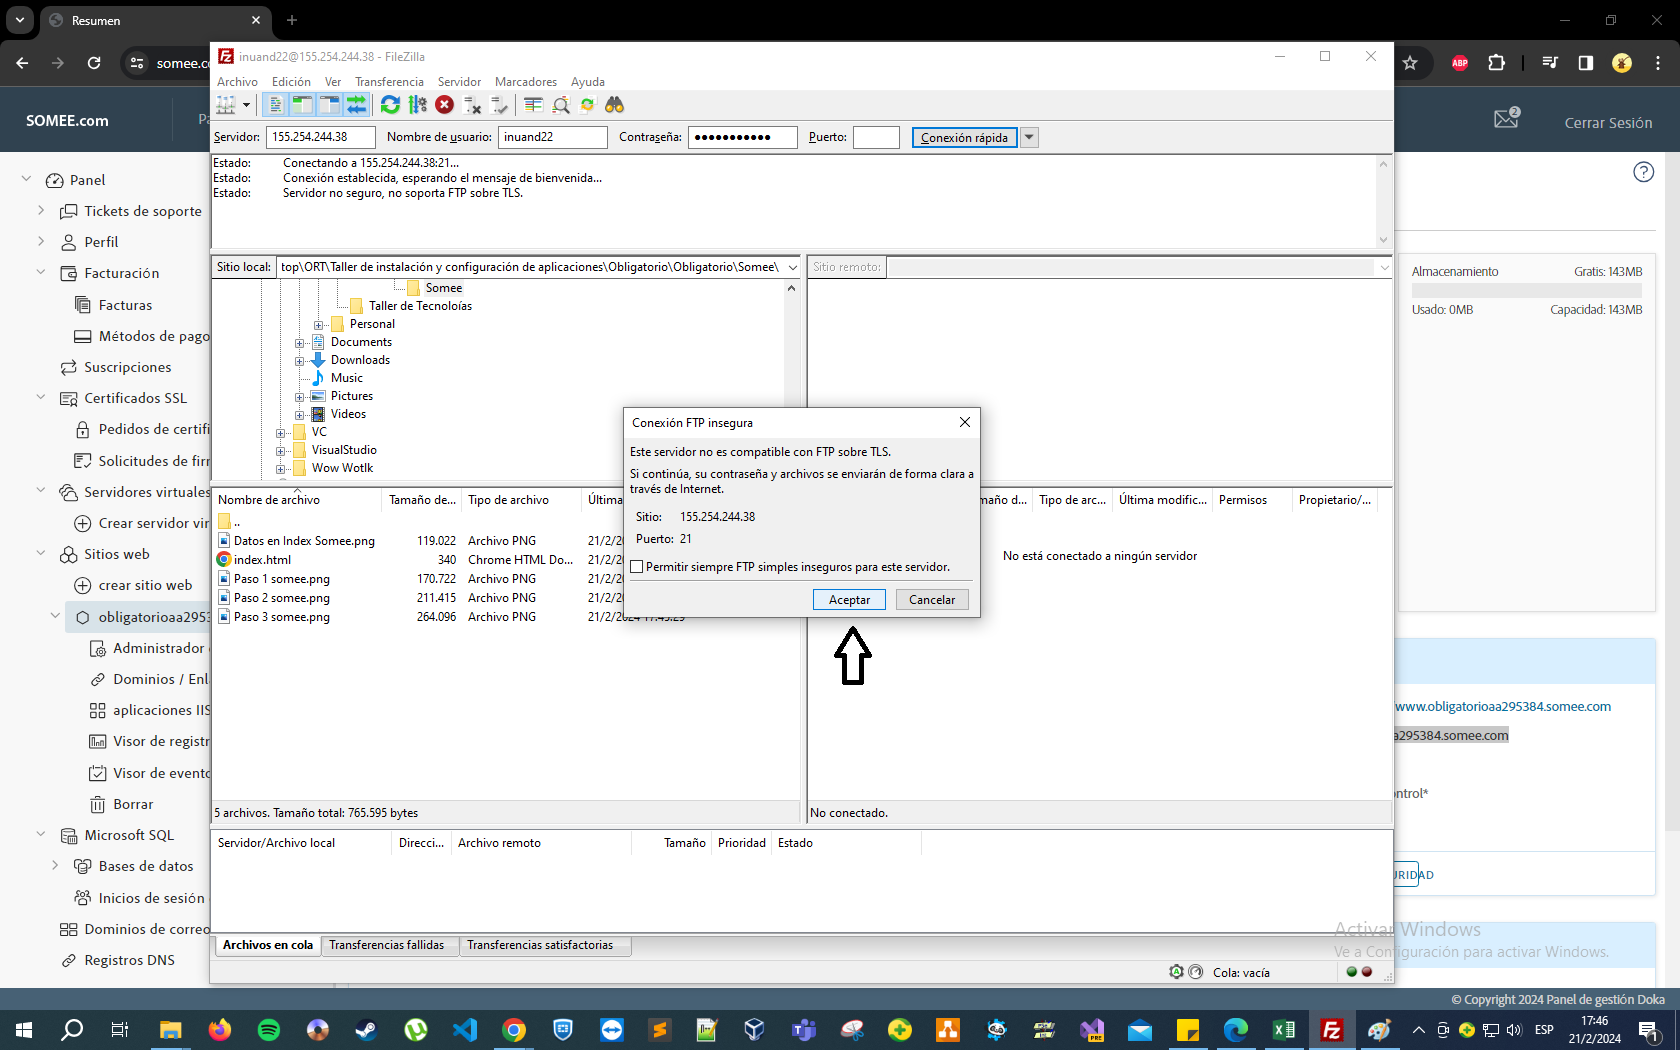 Resumen
somee.c
inuand22@155.254.244.38 - FileZilla
Archivo Edición Ver Transferencia Servidor Marcadores Ayuda
ABP
SOMEE.com
Pa
Servidor: 155.254.244.38 Nombre de usuario: inuand22 Contraseña: ●●●●●●●●●●● Puerto: Conexión rápida
2
Cerrar Sesión
Estado: Conectando a 155.254.244.38:21...
Estado: Conexión establecida, esperando el mensaje de bienvenida...
Estado: Servidor no seguro, no soporta FTP sobre TLS.
Panel
Tickets de soporte
Perfil
Facturación
Facturas
Métodos de pago
Suscripciones
Certificados SSL
Pedidos de certifi
Solicitudes de firr
Servidores virtuales
Crear servidor vir
Sitios web
crear sitio web
obligatorioaa2953
Administrador
Dominios / Enl
aplicaciones IIS
Visor de registr
Visor de evento
Borrar
Microsoft SQL
Bases de datos
Inicios de sesión
Dominios de correo
Registros DNS
Sitio local: top\ORT\Taller de instalación y configuración de aplicaciones\Obligatorio\Obligatorio\Somee\
Sitio remoto:
Somee
Taller de Tecnoloías
Personal
Documents
Downloads
Music
Pictures
Videos
VC
VisualStudio
Wow Wotlk
Nombre de archivo Tamaño de... Tipo de archivo Última
..
Datos en Index Somee.png 119.022 Archivo PNG 21/2/20
index.html 340 Chrome HTML Do... 21/2/20
Paso 1 somee.png 170.722 Archivo PNG 21/2/20
Paso 2 somee.png 211.415 Archivo PNG 21/2/20
Paso 3 somee.png 264.096 Archivo PNG 21/2/2024 17:45:29
5 archivos. Tamaño total: 765.595 bytes
maño d... Tipo de arc... Última modific... Permisos Propietario/...
No está conectado a ningún servidor
No conectado.
Conexión FTP insegura
Este servidor no es compatible con FTP sobre TLS.
Si continúa, su contraseña y archivos se enviarán de forma clara a
través de Internet.
Sitio: 155.254.244.38
Puerto: 21
Permitir siempre FTP simples inseguros para este servidor.
Aceptar Cancelar
Servidor/Archivo local Direcci... Archivo remoto Tamaño Prioridad Estado
Archivos en cola Transferencias fallidas Transferencias satisfactorias
Cola: vacía
Almacenamiento Gratis: 143MB
Usado: 0MB Capacidad: 143MB
www.obligatorioaa295384.somee.com
a295384.somee.com
ontrol*
URIDAD
Activar Windows
Ve a Configuración para activar Windows.
© Copyright 2024 Panel de gestión Doka
PRE
ESP
17:46
21/2/2024
1